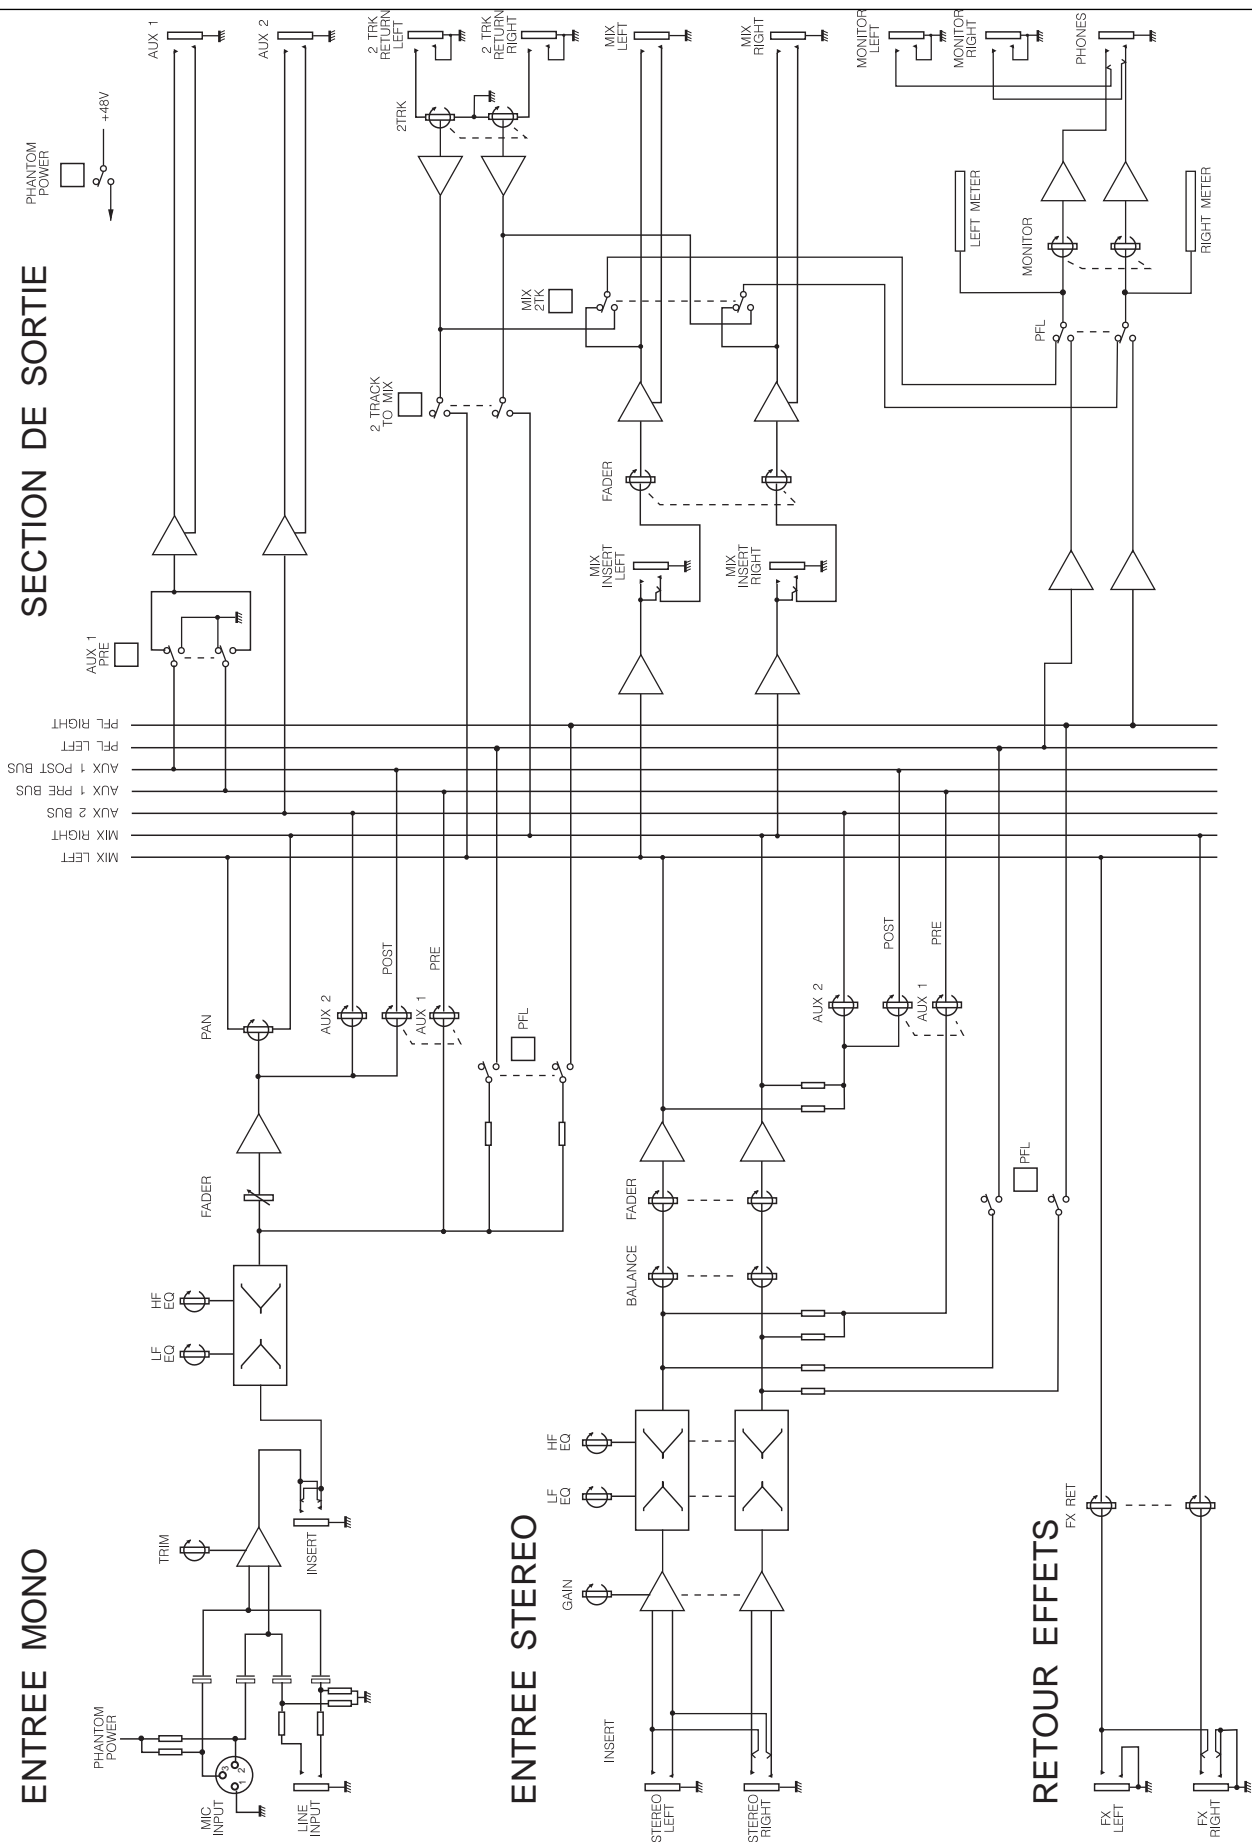 ENTREE MONO
PHANTOM
POWER
MIC
INPUT
3
2
1
LINE
INPUT
TRIM
INSERT
LF
EQ
HF
EQ
FADER
PAN
AUX 2
POST
AUX 1
PRE
PFL
ENTREE STEREO
INSERT
STEREO
LEFT
STEREO
RIGHT
GAIN
LF
EQ
HF
EQ
BALANCE
FADER
AUX 2
POST
AUX 1
PRE
PFL
RETOUR EFFETS
FX
LEFT
FX
RIGHT
FX RET
MIX LEFT
MIX RIGHT
AUX 2 BUS
AUX 1 PRE BUS
AUX 1 POST BUS
PFL LEFT
PFL RIGHT
SECTION DE SORTIE
PHANTOM
POWER
+48V
AUX 1
PRE
AUX 1
AUX 2
2 TRACK
TO MIX
2TRK
2 TRK
RETURN
LEFT
2 TRK
RETURN
RIGHT
MIX
INSERT
LEFT
MIX
INSERT
RIGHT
FADER
MIX
2TK
MIX
LEFT
MIX
RIGHT
PFL
MONITOR
LEFT METER
RIGHT METER
MONITOR
LEFT
MONITOR
RIGHT
PHONES